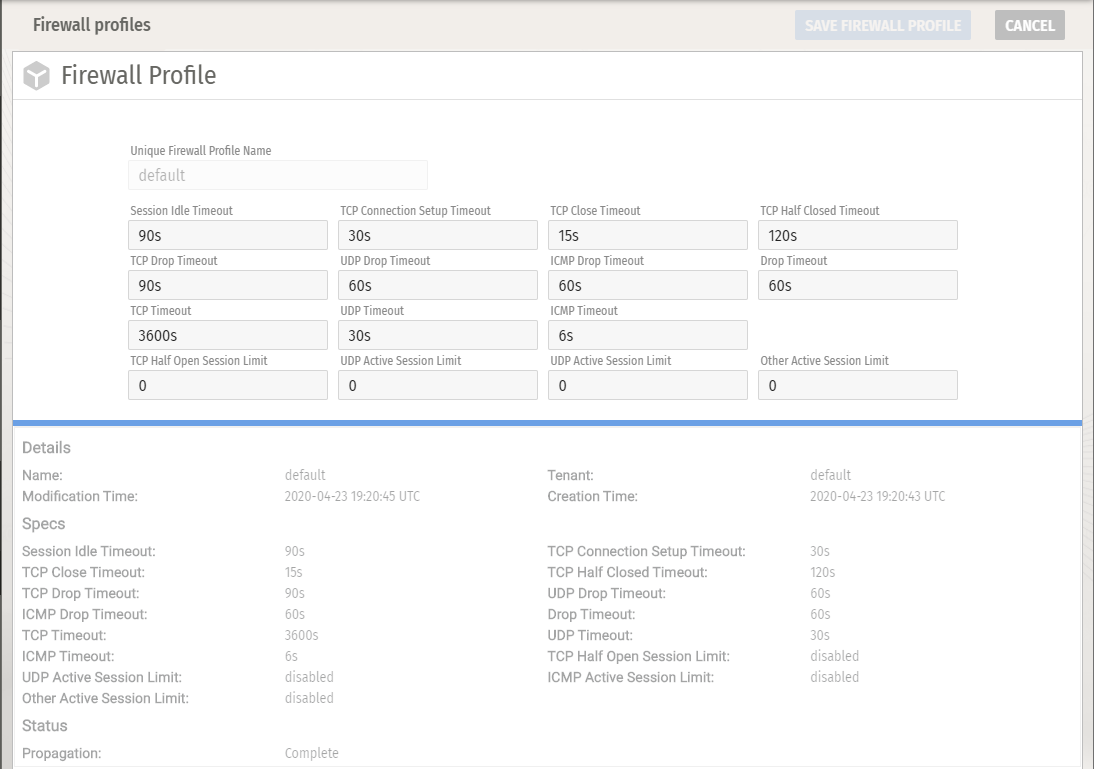 Firewall profiles
SAVE FIREWALL PROFILE
CANCEL
Firewall Profile
Unique Firewall Profile Name
default
Session Idle Timeout TCP Connection Setup Timeout TCP Close Timeout TCP Half Closed Timeout
90s 30s 15s 120s
TCP Drop Timeout UDP Drop Timeout ICMP Drop Timeout Drop Timeout
90s 60s 60s 60s
TCP Timeout UDP Timeout ICMP Timeout
3600s 30s 6s
TCP Half Open Session Limit UDP Active Session Limit UDP Active Session Limit Other Active Session Limit
0 0 0 0
Details
Name: default Tenant: default
Modification Time: 2020-04-23 19:20:45 UTC Creation Time: 2020-04-23 19:20:43 UTC
Specs
Session Idle Timeout: 90s TCP Connection Setup Timeout: 30s
TCP Close Timeout: 15s TCP Half Closed Timeout: 120s
TCP Drop Timeout: 90s UDP Drop Timeout: 60s
ICMP Drop Timeout: 60s Drop Timeout: 60s
TCP Timeout: 3600s UDP Timeout: 30s
ICMP Timeout: 6s TCP Half Open Session Limit: disabled
UDP Active Session Limit: disabled ICMP Active Session Limit: disabled
Other Active Session Limit: disabled
Status
Propagation: Complete